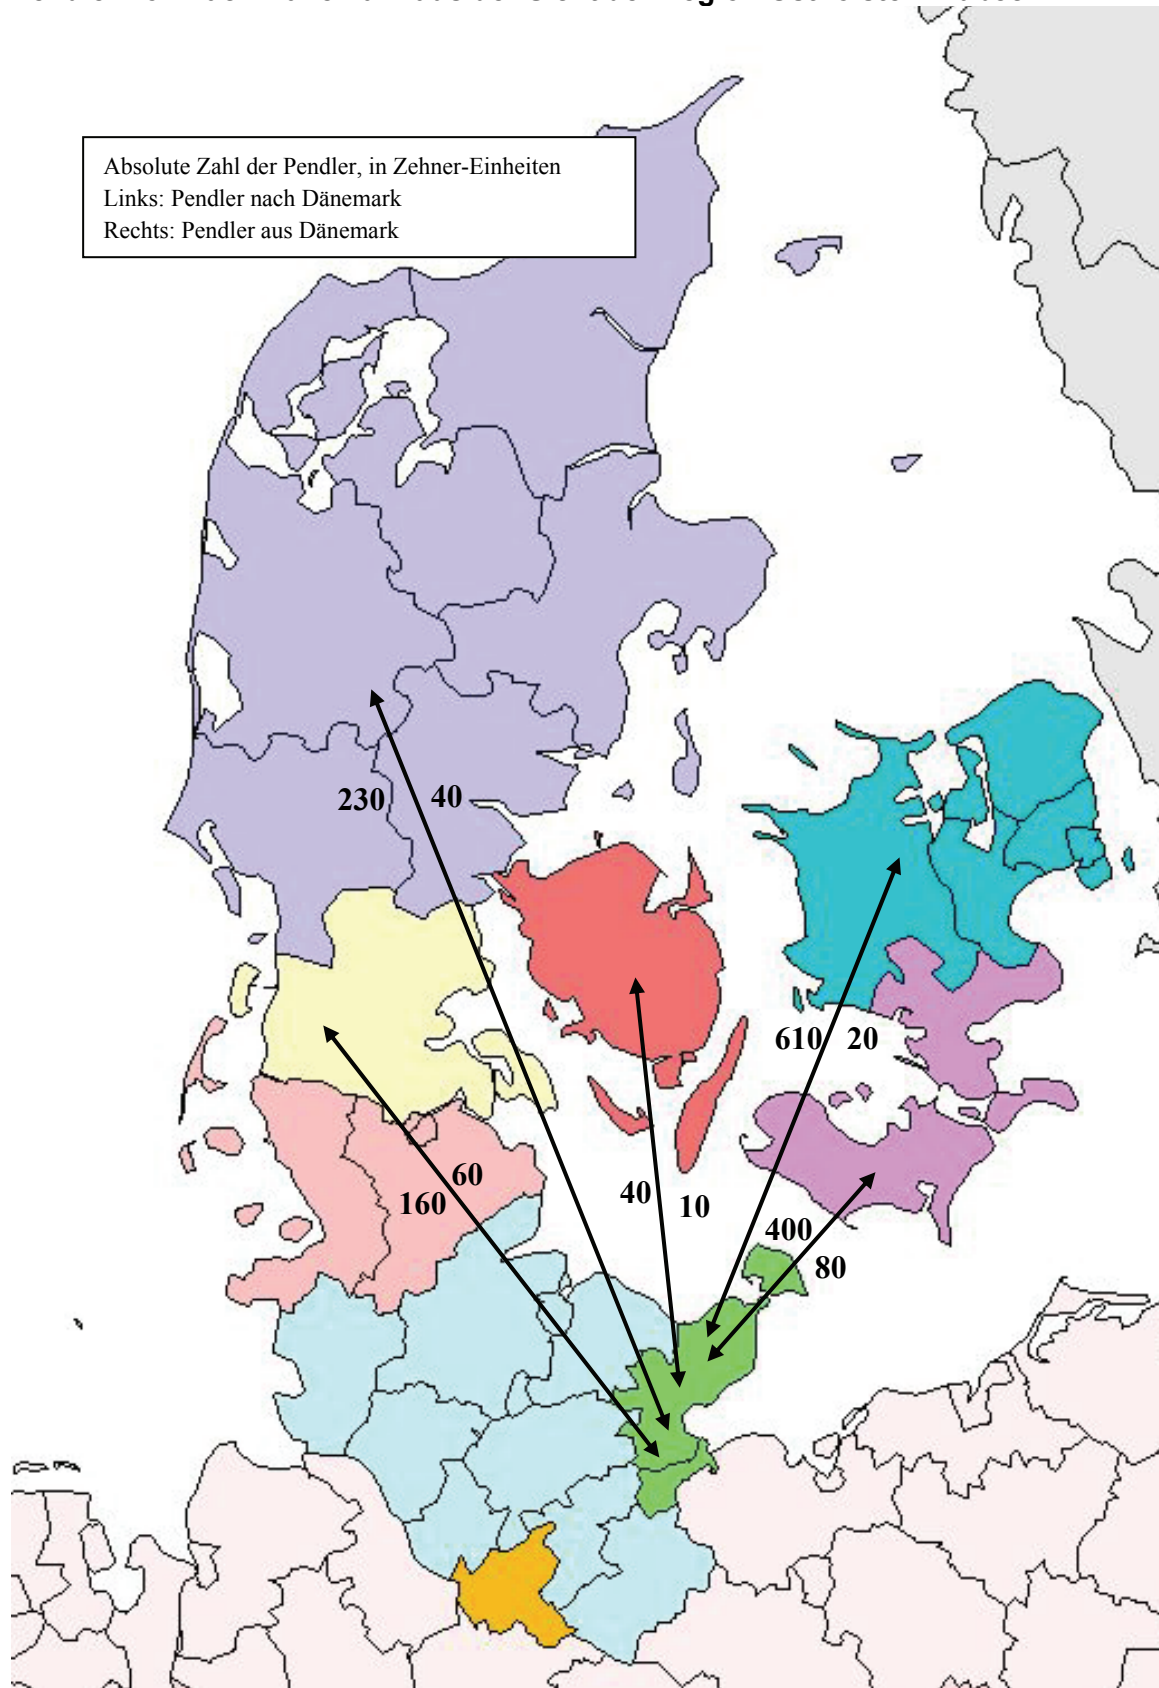 Absolute Zahl der Pendler, in Zehner-Einheiten
Links: Pendler nach Dänemark
Rechts: Pendler aus Dänemark
230 40
610 20
60
160
40 10
400
80